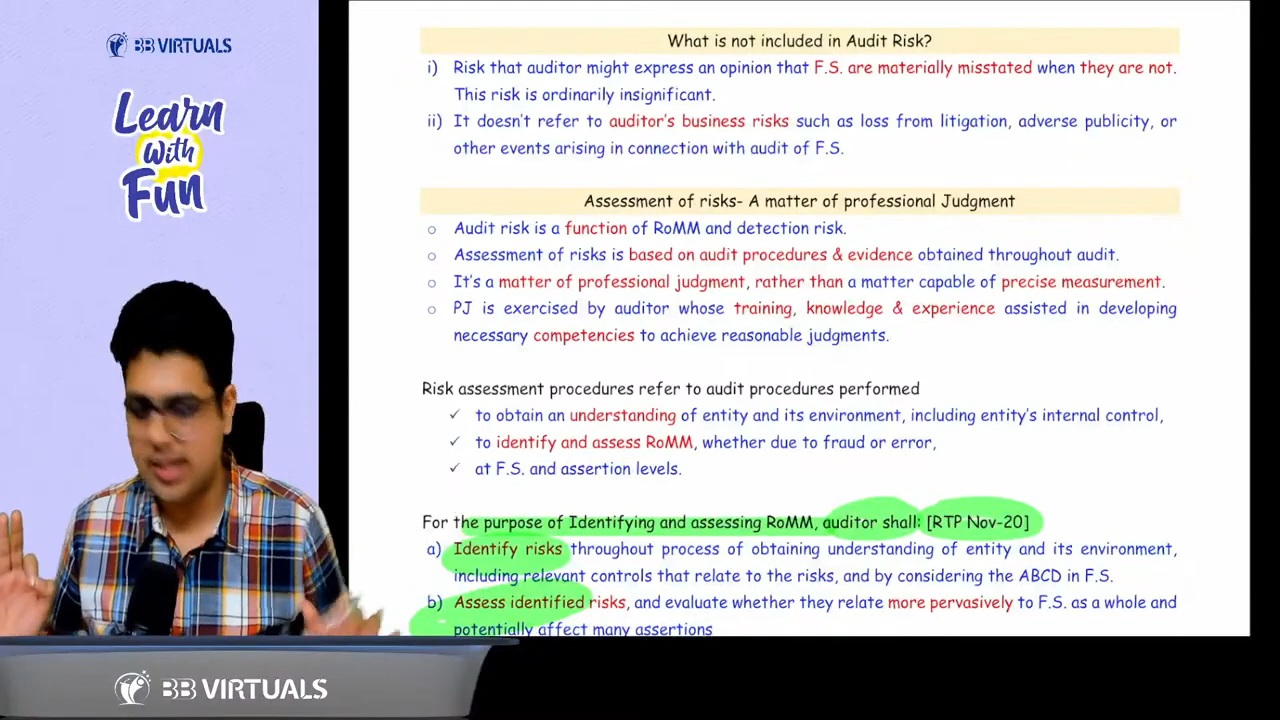 BB VIRTUALS
Learn
With
Fun
What is not included in Audit Risk?
i) Risk that auditor might express an opinion that F.S. are materially misstated when they are not.
This risk is ordinarily insignificant.
ii) It doesn't refer to auditor's business risks such as loss from litigation, adverse publicity, or
other events arising in connection with audit of F.S.
Assessment of risks- A matter of professional Judgment
o Audit risk is a function of RoMM and detection risk.
o Assessment of risks is based on audit procedures & evidence obtained throughout audit.
o It's a matter of professional judgment, rather than a matter capable of precise measurement.
o PJ is exercised by auditor whose training, knowledge & experience assisted in developing
necessary competencies to achieve reasonable judgments.
Risk assessment procedures refer to audit procedures performed
✓ to obtain an understanding of entity and its environment, including entity's internal control,
✓ to identify and assess RoMM, whether due to fraud or error,
✓ at F.S. and assertion levels.
For the purpose of Identifying and assessing RoMM, auditor shall: [RTP Nov-20]
a) Identify risks throughout process of obtaining understanding of entity and its environment,
including relevant controls that relate to the risks, and by considering the ABCD in F.S.
b) Assess identified risks, and evaluate whether they relate more pervasively to F.S. as a whole and
potentially affect many assertions
BB VIRTUALS